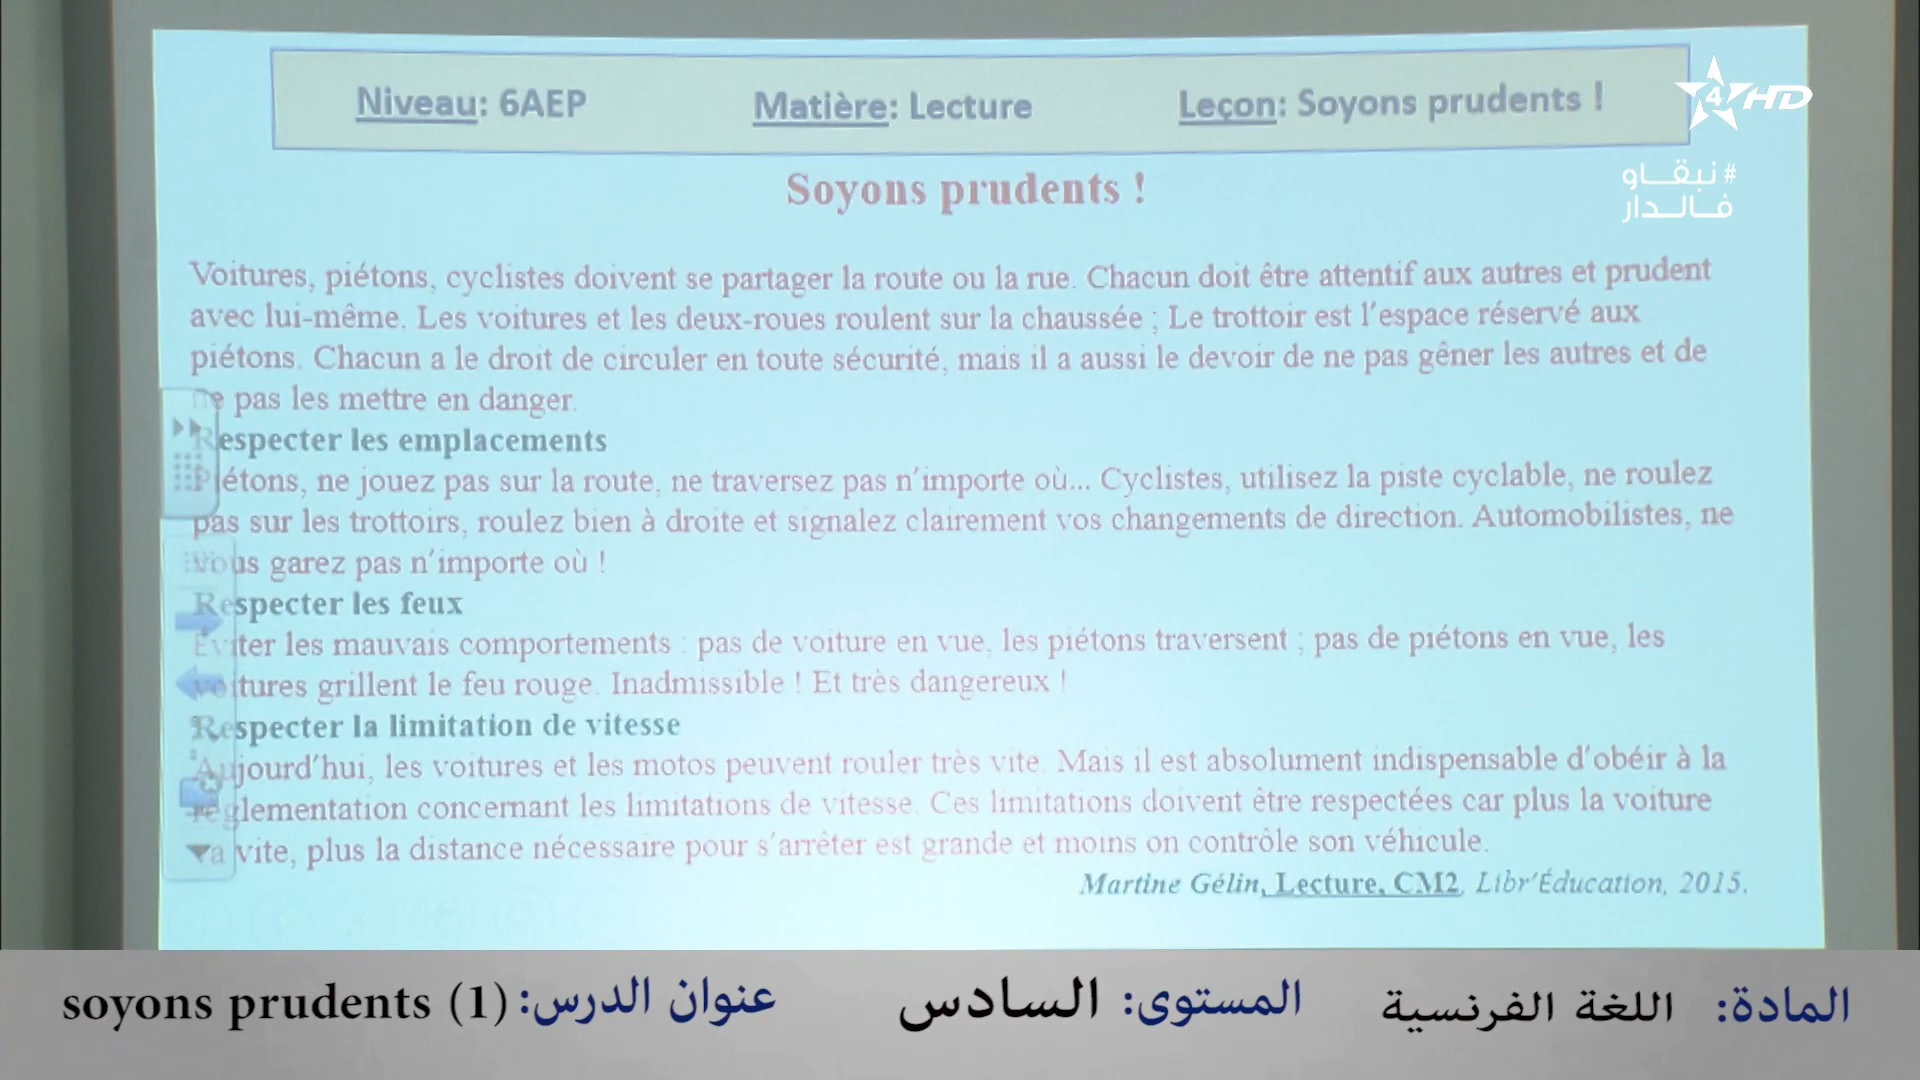 Niveau: 6AEP Matière: Lecture Leçon: Soyons prudents !
4 HD
#نبقاو
فالدار
Soyons prudents !
Voitures, piétons, cyclistes doivent se partager la route ou la rue. Chacun doit être attentif aux autres et prudent
avec lui-même. Les voitures et les deux-roues roulent sur la chaussée ; Le trottoir est l'espace réservé aux
piétons. Chacun a le droit de circuler en toute sécurité, mais il a aussi le devoir de ne pas gêner les autres et de
ne pas les mettre en danger.
Respecter les emplacements
Piétons, ne jouez pas sur la route, ne traversez pas n'importe où... Cyclistes, utilisez la piste cyclable, ne roulez
pas sur les trottoirs, roulez bien à droite et signalez clairement vos changements de direction. Automobilistes, ne
vous garez pas n'importe où !
Respecter les feux
Eviter les mauvais comportements : pas de voiture en vue, les piétons traversent ; pas de piétons en vue, les
voitures grillent le feu rouge. Inadmissible ! Et très dangereux !
Respecter la limitation de vitesse
Aujourd'hui, les voitures et les motos peuvent rouler très vite. Mais il est absolument indispensable d'obéir à la
réglementation concernant les limitations de vitesse. Ces limitations doivent être respectées car plus la voiture
va vite, plus la distance nécessaire pour s'arrêter est grande et moins on contrôle son véhicule.
Martine Gélin, Lecture, CM2, Libr'Éducation, 2015.
المادة: اللغة الفرنسية المستوى: السادس عنوان الدرس: soyons prudents (1)